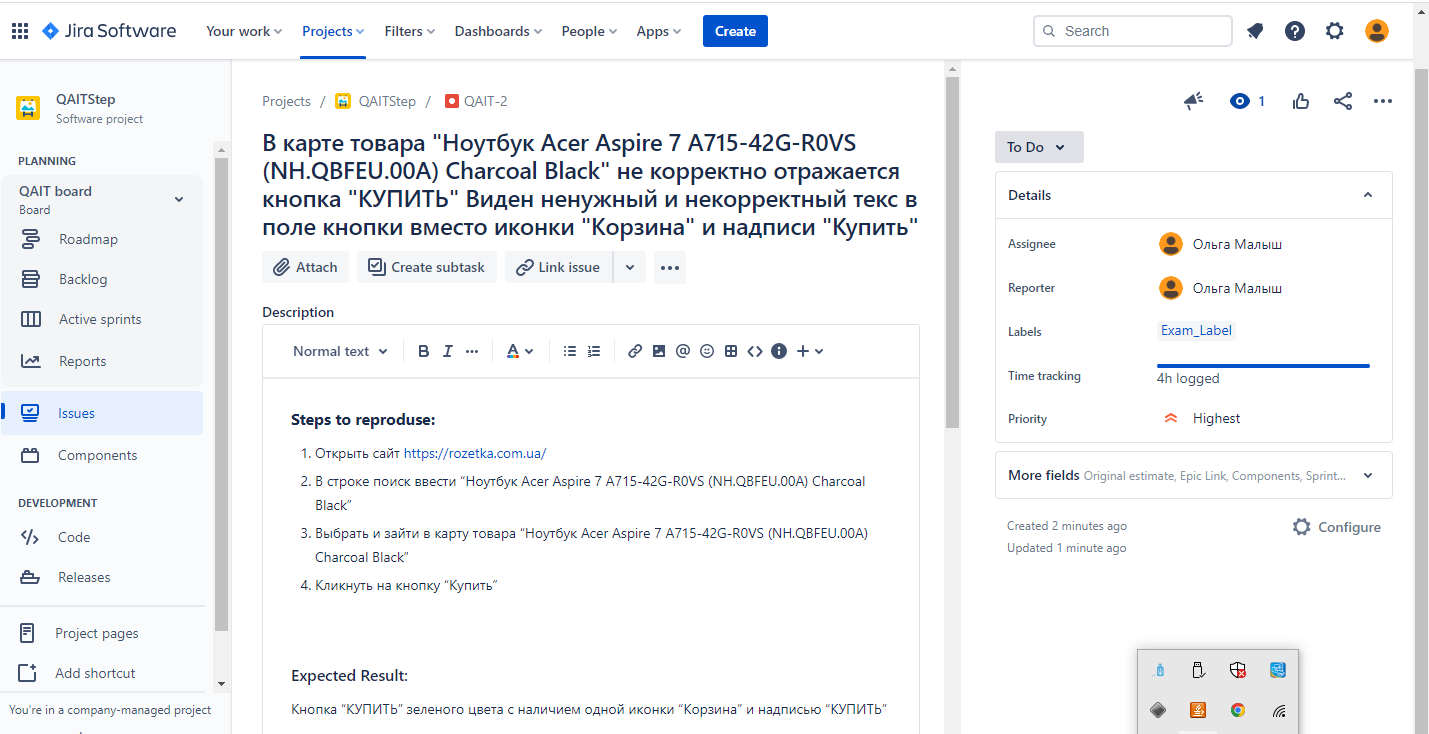 Jira Software
Your work
Projects
Filters
Dashboards
People
Apps
Create
Search
QAITStep
Software project
PLANNING
QAIT board
Board
Roadmap
Backlog
Active sprints
Reports
Issues
Components
DEVELOPMENT
Code
Releases
Project pages
Add shortcut
You're in a company-managed project
Projects / QAITStep / QAIT-2
В карте товара "Ноутбук Acer Aspire 7 A715-42G-R0VS
(NH.QBFEU.00A) Charcoal Black" не корректно отражается
кнопка "КУПИТЬ" Виден ненужный и некорректный текс в
поле кнопки вместо иконки "Корзина" и надписи "Купить"
Attach
Create subtask
Link issue
Description
Normal text
B I A @
Steps to reproduse:
1. Открыть сайт https://rozetka.com.ua/
2. В строке поиск ввести “Ноутбук Acer Aspire 7 A715-42G-R0VS (NH.QBFEU.00A) Charcoal
Black”
3. Выбрать и зайти в карту товара “Ноутбук Acer Aspire 7 A715-42G-R0VS (NH.QBFEU.00A)
Charcoal Black”
4. Кликнуть на кнопку “Купить”
Expected Result:
Кнопка “КУПИТЬ” зеленого цвета с наличием одной иконки “Корзина” и надписью “КУПИТЬ”
1
To Do
Details
Assignee
Ольга Малыш
Reporter
Ольга Малыш
Labels
Exam_Label
Time tracking
4h logged
Priority
Highest
More fields Original estimate, Epic Link, Components, Sprint...
Created 2 minutes ago
Updated 1 minute ago
Configure